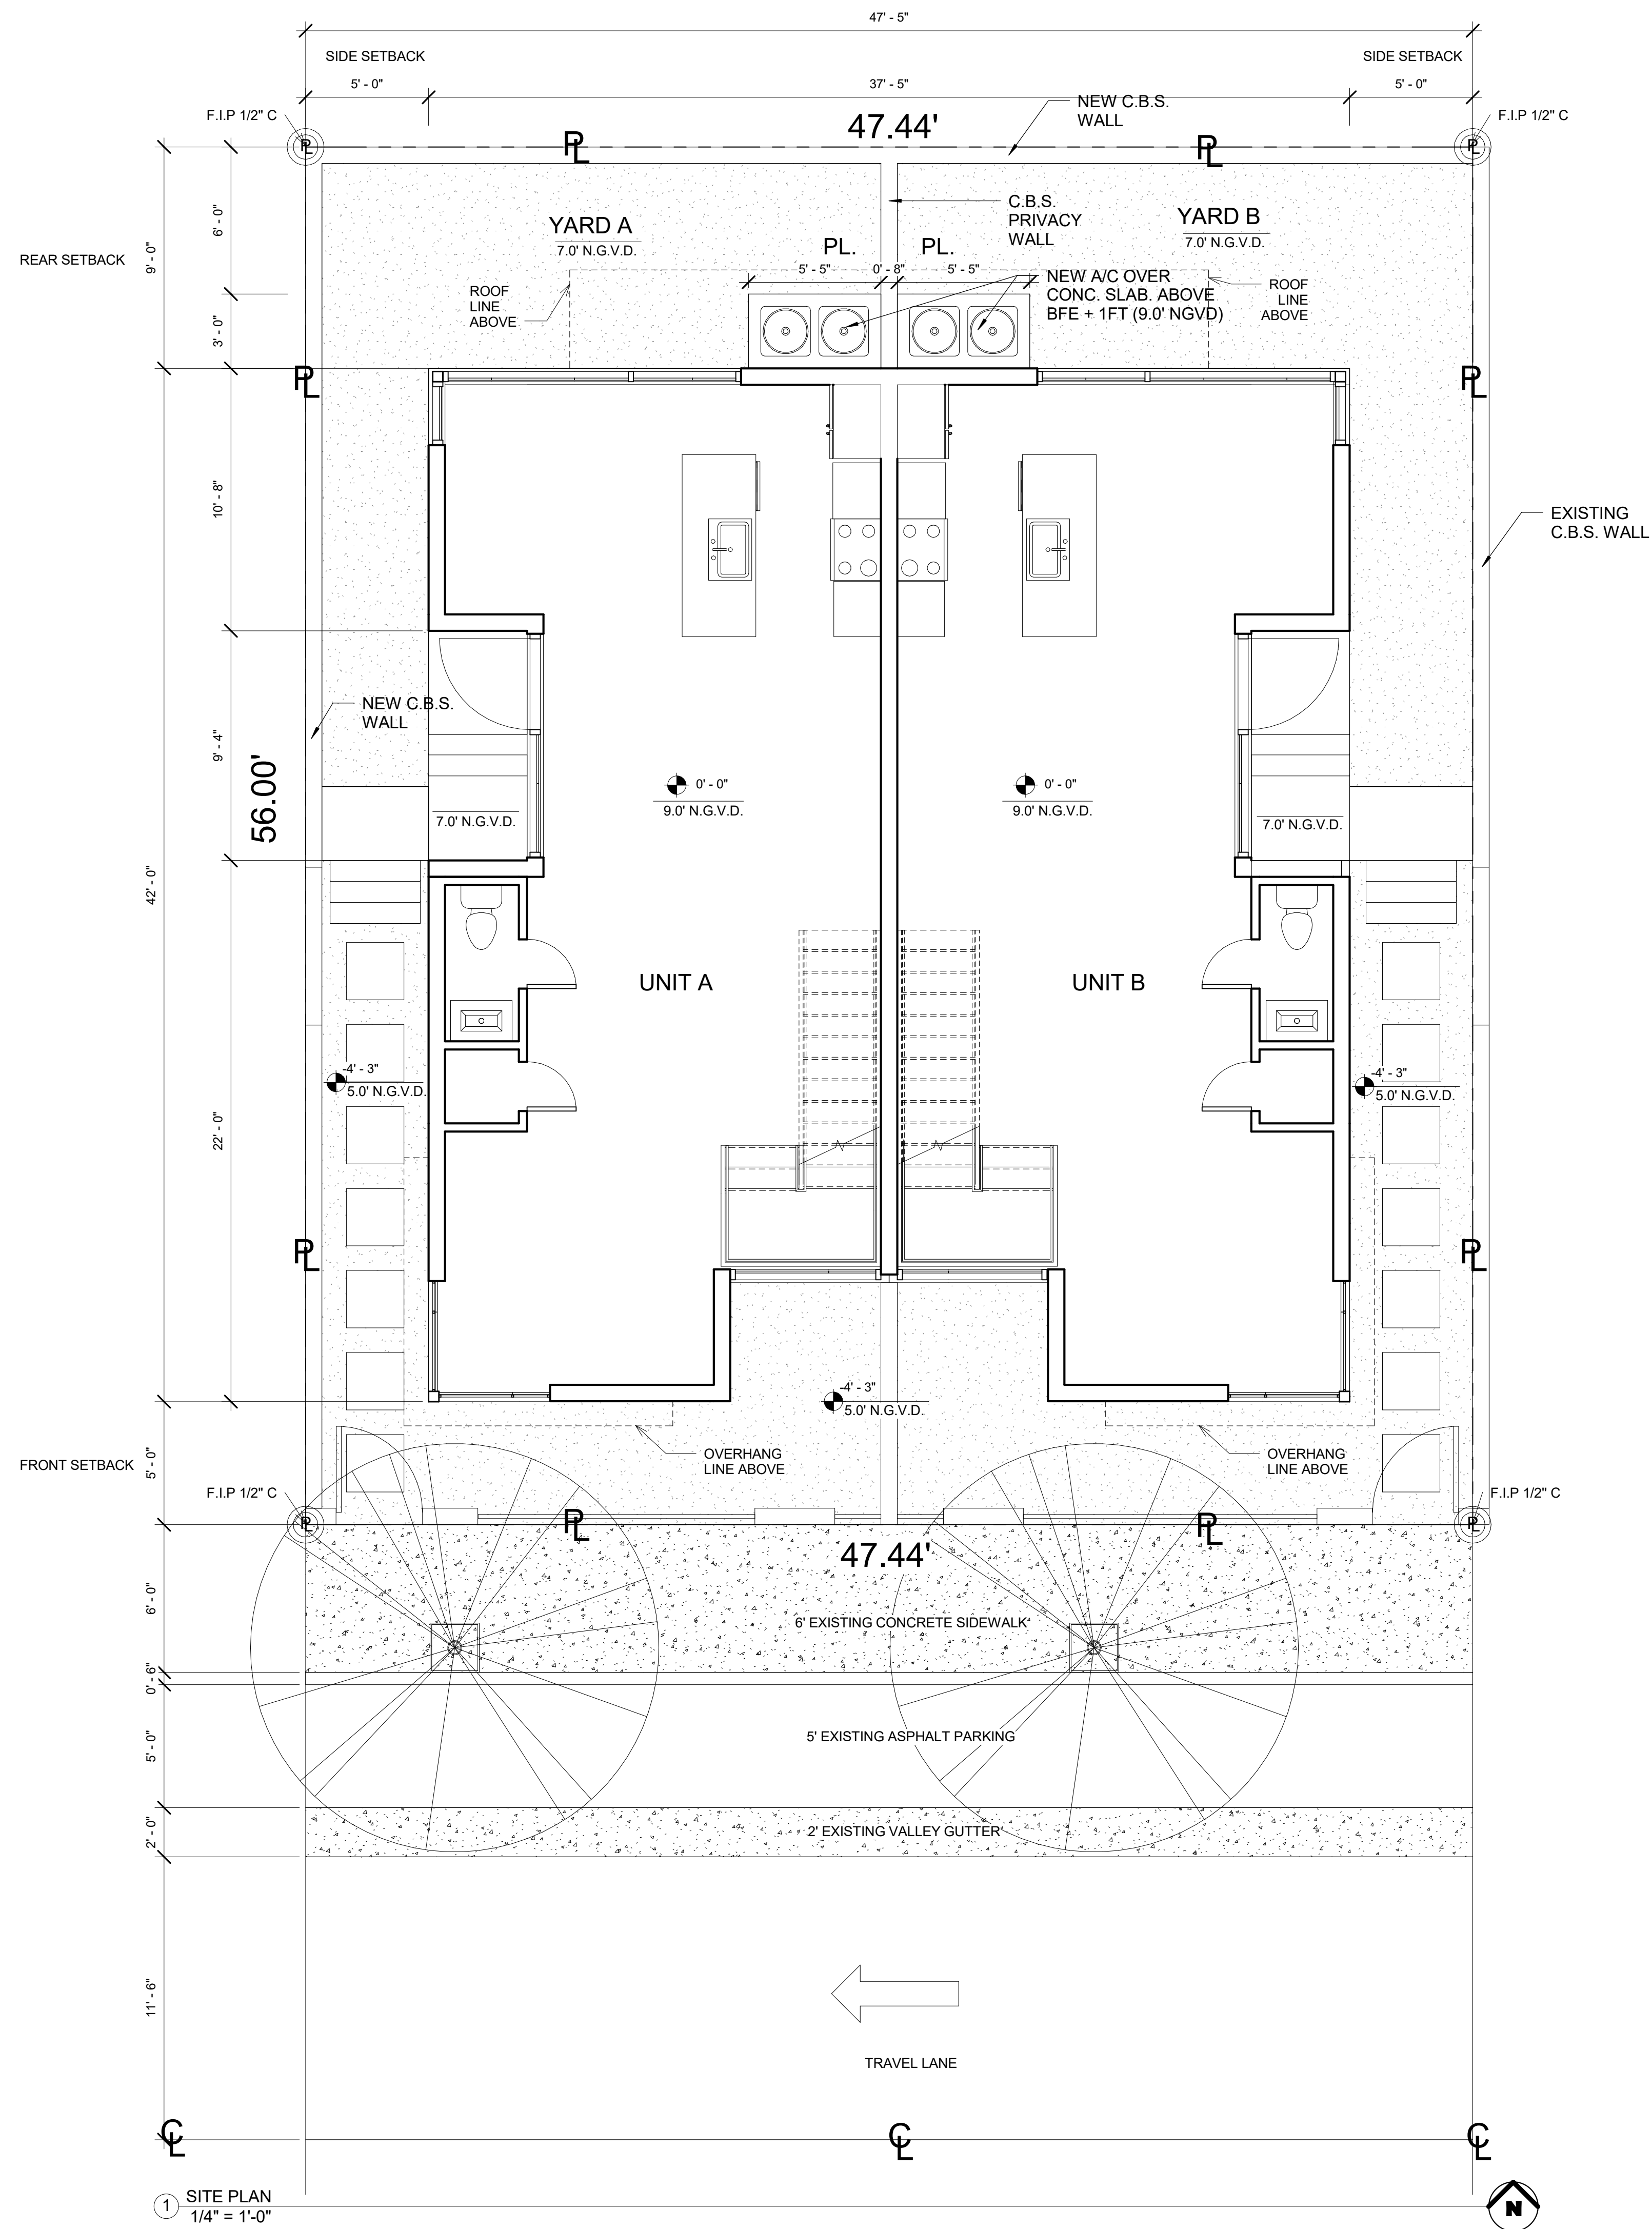 47' - 5"
SIDE SETBACK
SIDE SETBACK
5' - 0"
37' - 5"
5' - 0"
F.I.P 1/2" C
47.44'
NEW C.B.S.
WALL
F.I.P 1/2" C
PL
PL
PL
PL
REAR SETBACK
9' - 0"
6' - 0"
3' - 0"
YARD A
7.0' N.G.V.D.
PL.
PL.
C.B.S.
PRIVACY
WALL
YARD B
7.0' N.G.V.D.
5' - 5"
0' - 8"
5' - 5"
ROOF
LINE
ABOVE
NEW A/C OVER
CONC. SLAB. ABOVE
BFE + 1FT (9.0' NGVD)
ROOF
LINE
ABOVE
PL
PL
10' - 8"
EXISTING
C.B.S. WALL
NEW C.B.S.
WALL
9' - 4"
56.00'
0' - 0"
9.0' N.G.V.D.
0' - 0"
9.0' N.G.V.D.
7.0' N.G.V.D.
7.0' N.G.V.D.
42' - 0"
UNIT A
UNIT B
-4' - 3"
5.0' N.G.V.D.
-4' - 3"
5.0' N.G.V.D.
22' - 0"
PL
PL
-4' - 3"
5.0' N.G.V.D.
FRONT SETBACK
5' - 0"
OVERHANG
LINE ABOVE
OVERHANG
LINE ABOVE
F.I.P 1/2" C
F.I.P 1/2" C
PL
PL
PL
PL
47.44'
6' - 0"
6' EXISTING CONCRETE SIDEWALK
0' - 6"
5' - 0"
5' EXISTING ASPHALT PARKING
2' - 0"
2' EXISTING VALLEY GUTTER
11' - 6"
TRAVEL LANE
CL
CL
CL
1
SITE PLAN
1/4" = 1'-0"
N